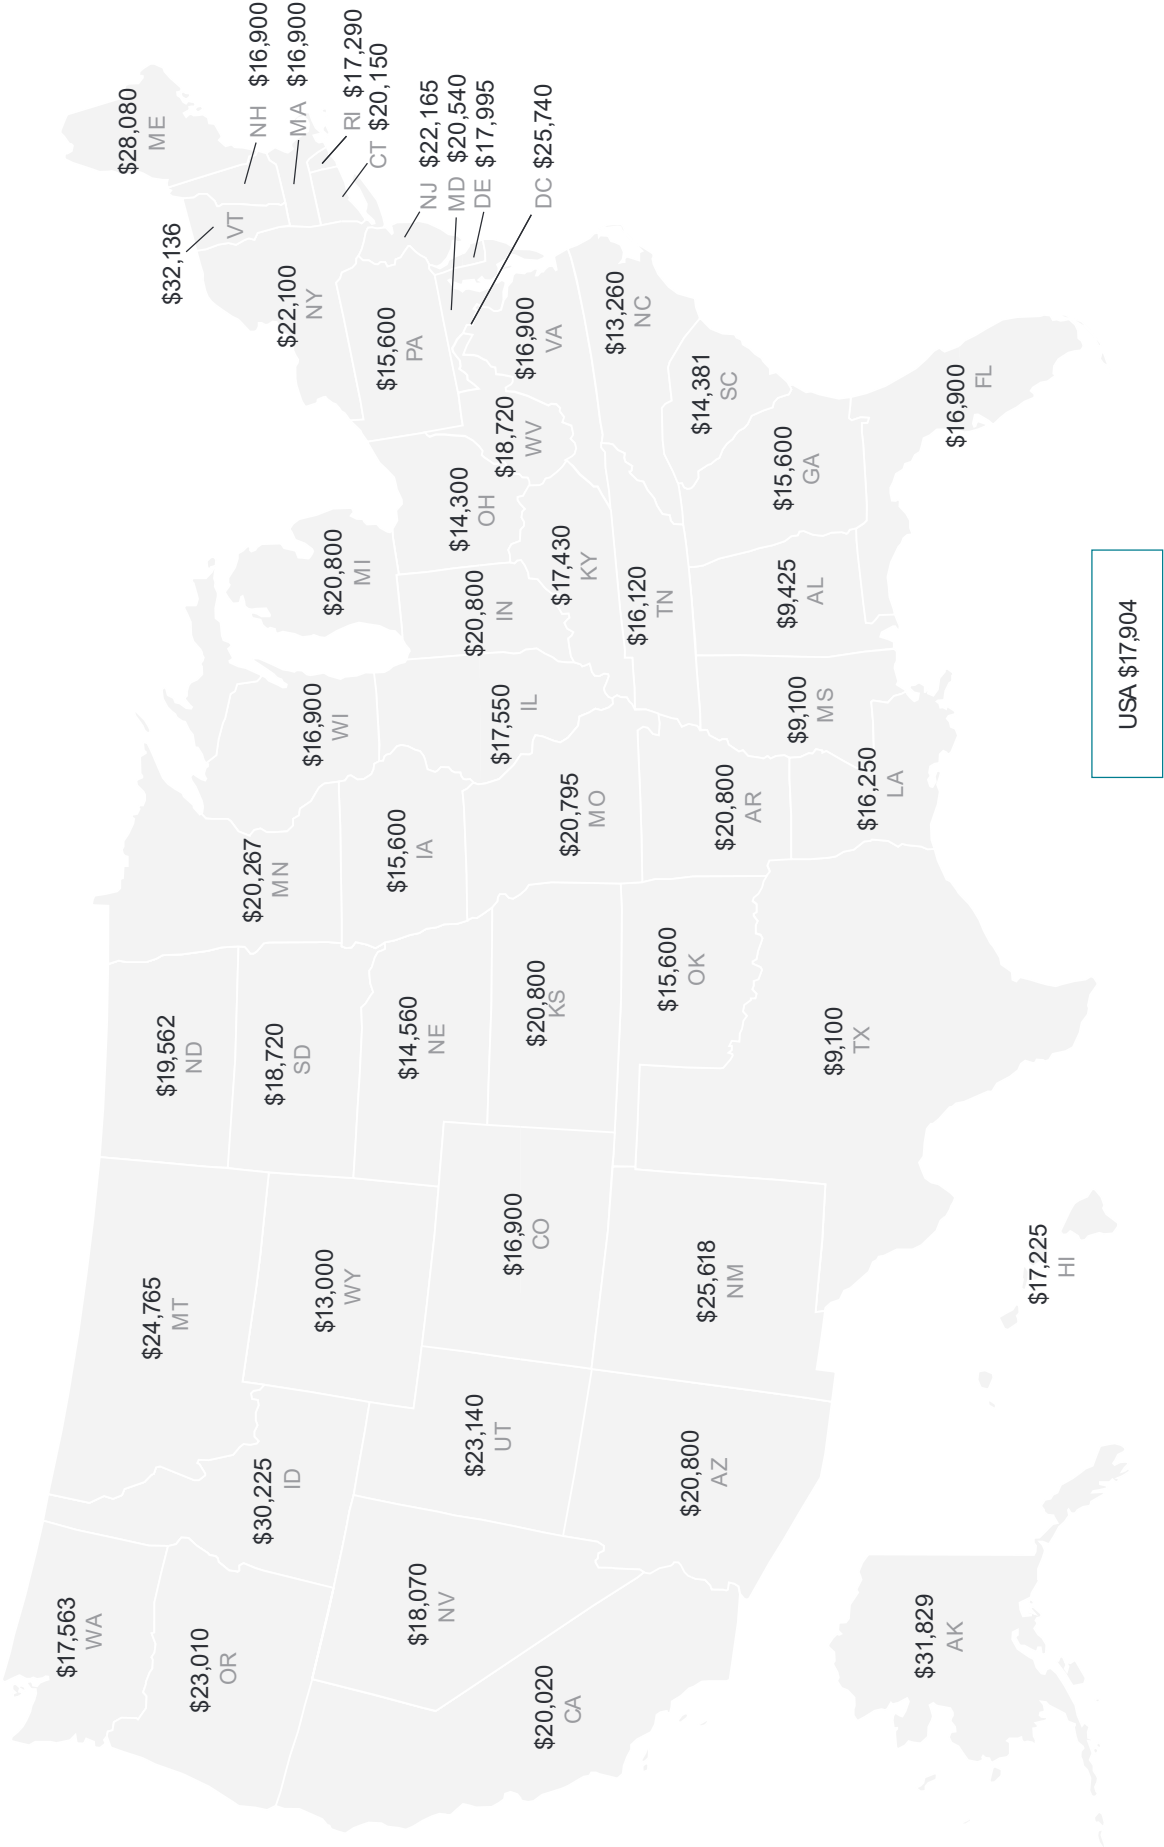 $17,563
WA
$23,010
OR
$20,020
CA
$18,070
NV
$30,225
ID
$24,765
MT
$13,000
WY
$23,140
UT
$20,800
AZ
$16,900
CO
$25,618
NM
$19,562
ND
$18,720
SD
$14,560
NE
$20,800
KS
$15,600
OK
$9,100
TX
$20,267
MN
$15,600
IA
$20,795
MO
$20,800
AR
$16,250
LA
$16,900
WI
$17,550
IL
$20,800
MI
$20,800
IN
$14,300
OH
$17,430
KY
$16,120
TN
$9,100
MS
$9,425
AL
$15,600
GA
$16,900
FL
$14,381
SC
$13,260
NC
$16,900
VA
$18,720
WV
$15,600
PA
$22,100
NY
$32,136
VT
$28,080
ME
NH $16,900
MA $16,900
RI $17,290
CT $20,150
NJ $22,165
MD $20,540
DE $17,995
DC $25,740
$31,829
AK
$17,225
HI
USA $17,904